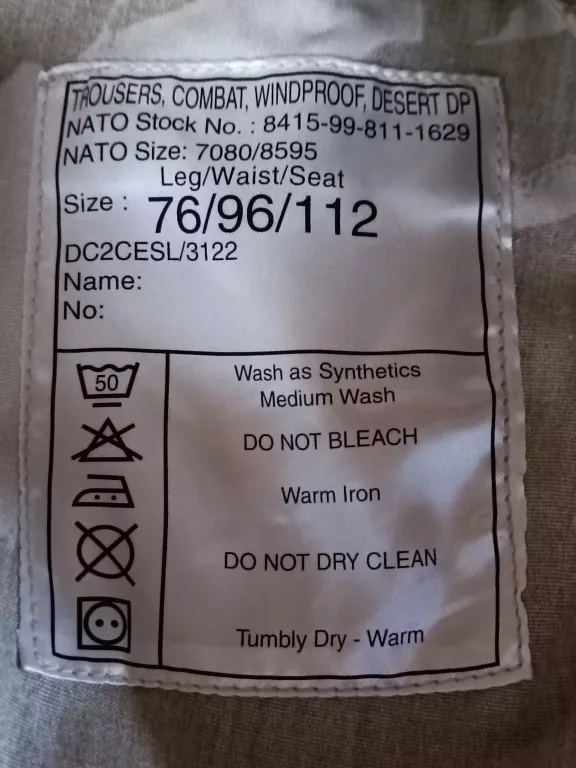 TROUSERS, COMBAT, WINDPROOF, DESERT DP
NATO Stock No. : 8415-99-811-1629
NATO Size: 7080/8595
Leg/Waist/Seat
Size : 76/96/112
DC2CESL/3122
Name:
No:
50
Wash as Synthetics
Medium Wash
DO NOT BLEACH
Warm Iron
DO NOT DRY CLEAN
Tumbly Dry - Warm